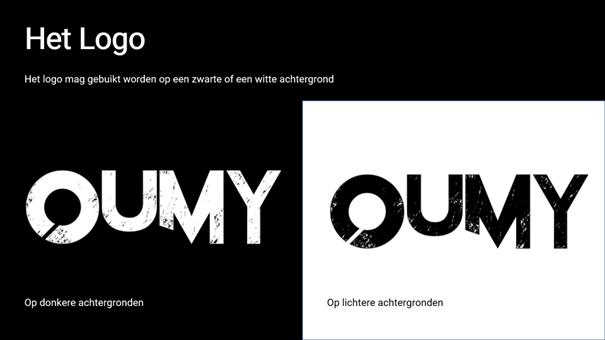 Het Logo
Het logo mag gebuikt worden op een zwarte of een witte achtergrond
OUMY
OUMY
Op donkere achtergronden
Op lichtere achtergronden